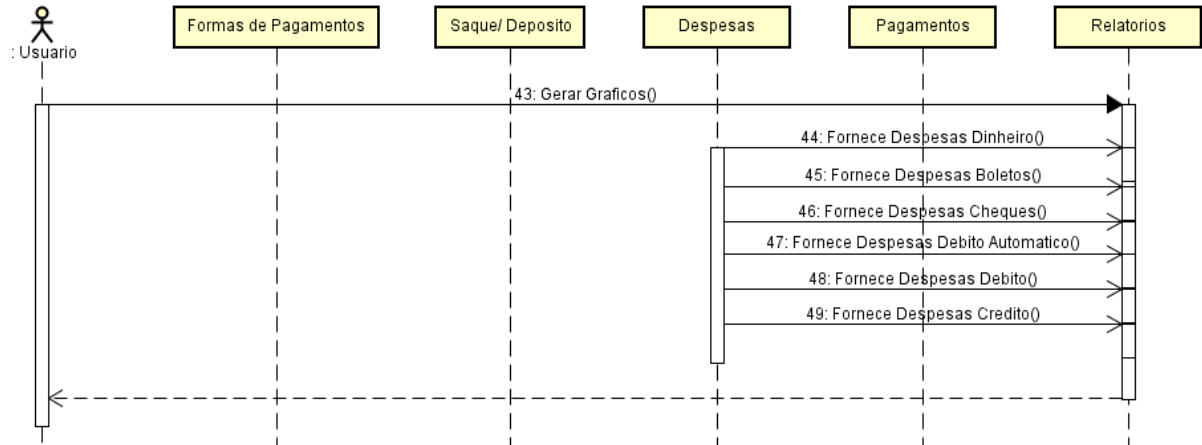 : Usuario
Formas de Pagamentos
Saque/ Deposito
Despesas
Pagamentos
Relatorios
43: Gerar Graficos()
44: Fornece Despesas Dinheiro()
45: Fornece Despesas Boletos()
46: Fornece Despesas Cheques()
47: Fornece Despesas Debito Automatico()
48: Fornece Despesas Debito()
49: Fornece Despesas Credito()